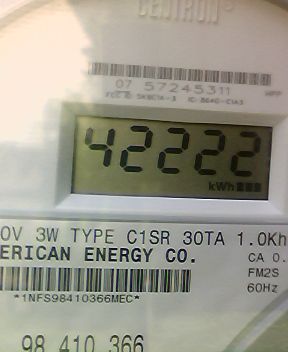 CENTRON®
07 57245311
42222
kWh
0V 3W TYPE C1SR 30TA 1.0Kh
ERICAN ENERGY CO.
CA 0.
FM2S
60Hz
*1NFS98410366MEC*
98 410 366